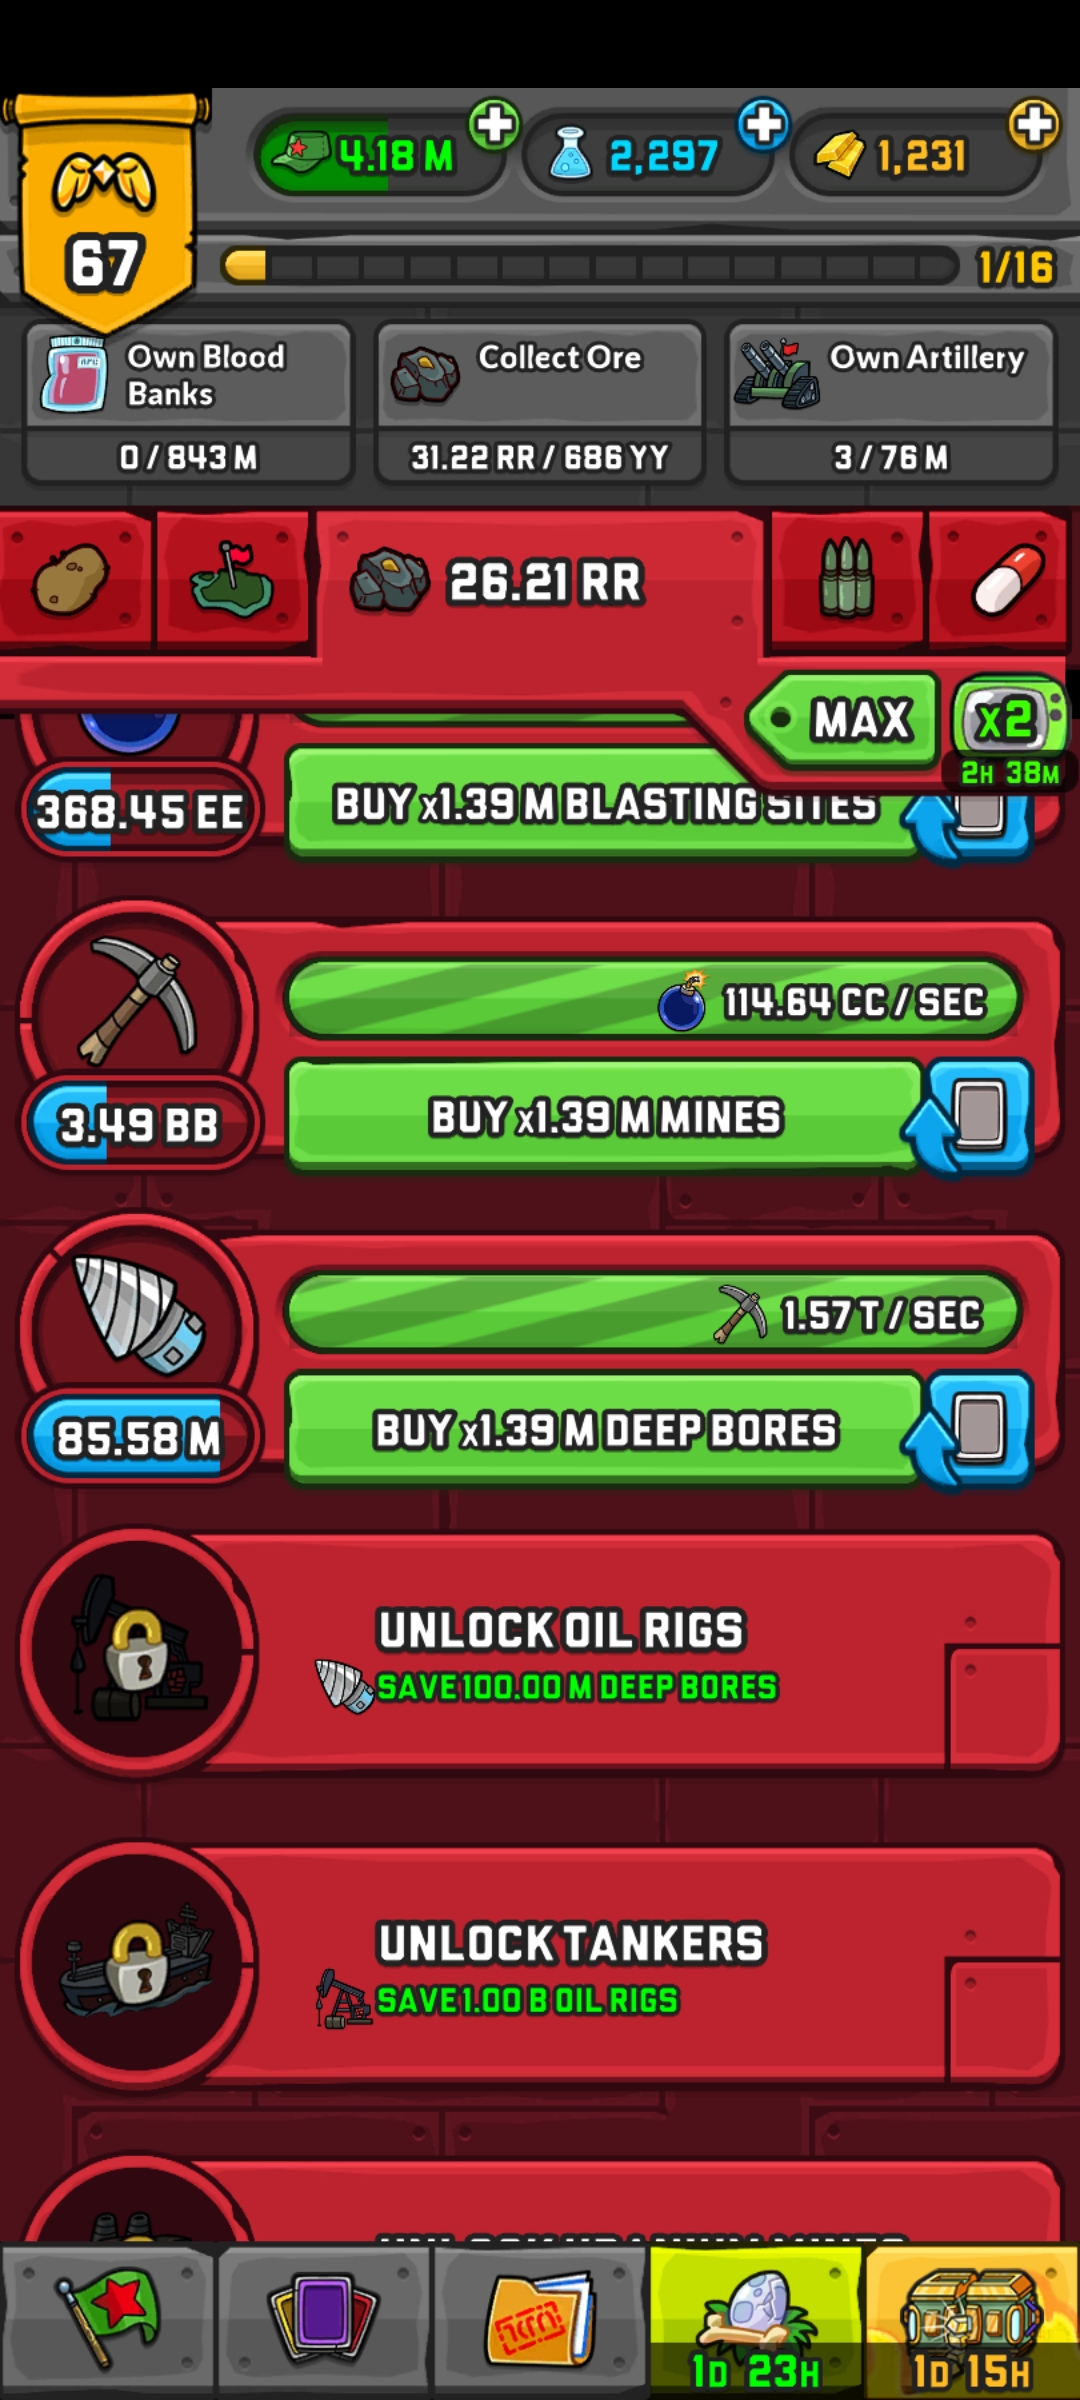 4.18 M
2,297
1,231
67
1/16
Own Blood
Banks
Collect Ore
Own Artillery
0 / 843 M
31.22 RR / 686 YY
3 / 76 M
26.21 RR
MAX
x2
2H 38M
368.45 EE
BUY x1.39 M BLASTING SITES
114.64 CC / SEC
3.49 BB
BUY x1.39 M MINES
1.57 T / SEC
85.58 M
BUY x1.39 M DEEP BORES
UNLOCK OIL RIGS
SAVE 100.00 M DEEP BORES
UNLOCK TANKERS
SAVE 1.00 B OIL RIGS
1D 23H
1D 15H